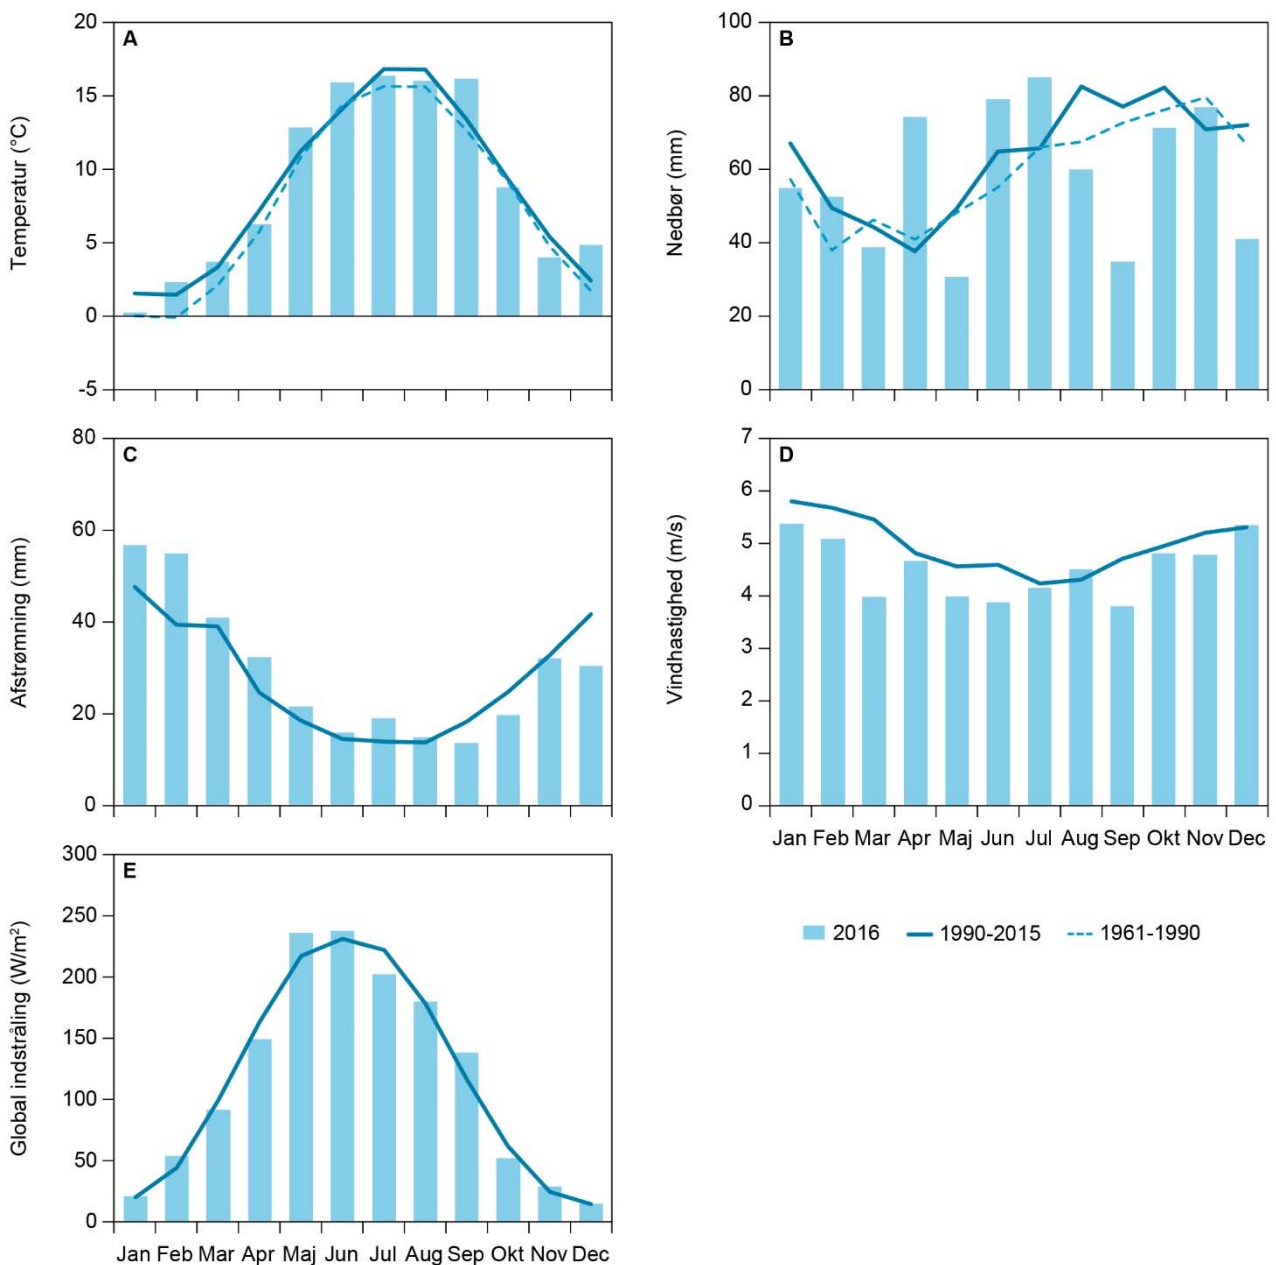 A
Temperatur (°C)
20
15
10
5
0
-5
B
Nedbør (mm)
100
80
60
40
20
0
C
Afstrømning (mm)
80
60
40
20
0
D
Vindhastighed (m/s)
7
6
5
4
3
2
1
0
Jan Feb Mar Apr Maj Jun Jul Aug Sep Okt Nov Dec
E
Global indstråling (W/m²)
300
250
200
150
100
50
0
Jan Feb Mar Apr Maj Jun Jul Aug Sep Okt Nov Dec
2016 1990-2015 1961-1990